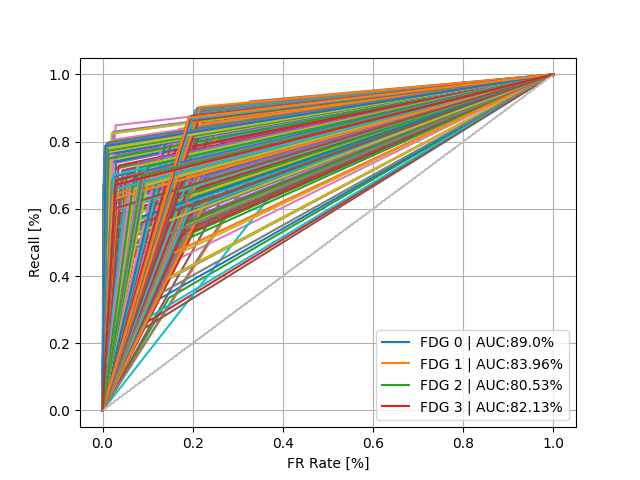 1.0
0.8
0.6
0.4
0.2
0.0
Recall [%]
0.0 0.2 0.4 0.6 0.8 1.0
FR Rate [%]
FDG 0 | AUC:89.0%
FDG 1 | AUC:83.96%
FDG 2 | AUC:80.53%
FDG 3 | AUC:82.13%